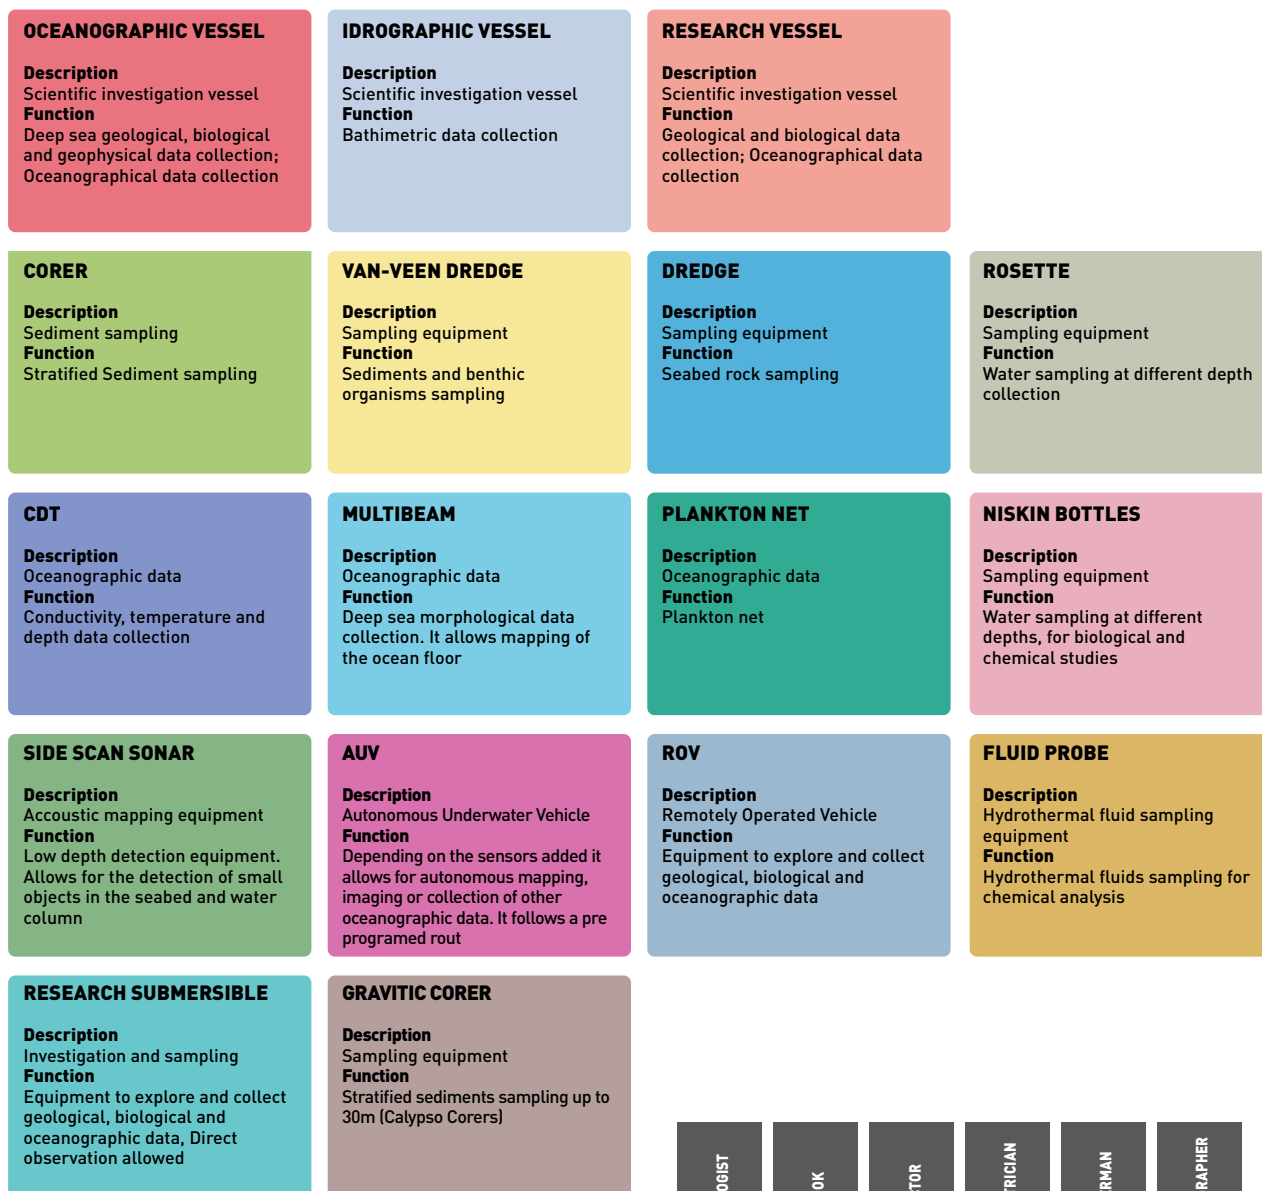 OCEANOGRAPHIC VESSEL
Description
Scientific investigation vessel
Function
Deep sea geological, biological
and geophysical data collection;
Oceanographical data collection
IDROGRAPHIC VESSEL
Description
Scientific investigation vessel
Function
Bathimetric data collection
RESEARCH VESSEL
Description
Scientific investigation vessel
Function
Geological and biological data
collection; Oceanographical data
collection
CORER
Description
Sediment sampling
Function
Stratified Sediment sampling
VAN-VEEN DREDGE
Description
Sampling equipment
Function
Sediments and benthic
organisms sampling
DREDGE
Description
Sampling equipment
Function
Seabed rock sampling
ROSETTE
Description
Sampling equipment
Function
Water sampling at different depth
collection
CDT
Description
Oceanographic data
Function
Conductivity, temperature and
depth data collection
MULTIBEAM
Description
Oceanographic data
Function
Deep sea morphological data
collection. It allows mapping of
the ocean floor
PLANKTON NET
Description
Oceanographic data
Function
Plankton net
NISKIN BOTTLES
Description
Sampling equipment
Function
Water sampling at different
depths, for biological and
chemical studies
SIDE SCAN SONAR
Description
Accoustic mapping equipment
Function
Low depth detection equipment.
Allows for the detection of small
objects in the seabed and water
column
AUV
Description
Autonomous Underwater Vehicle
Function
Depending on the sensors added it
allows for autonomous mapping,
imaging or collection of other
oceanographic data. It follows a pre
programed rout
ROV
Description
Remotely Operated Vehicle
Function
Equipment to explore and collect
geological, biological and
oceanographic data
FLUID PROBE
Description
Hydrothermal fluid sampling
equipment
Function
Hydrothermal fluids sampling for
chemical analysis
RESEARCH SUBMERSIBLE
Description
Investigation and sampling
Function
Equipment to explore and collect
geological, biological and
oceanographic data, Direct
observation allowed
GRAVITIC CORER
Description
Sampling equipment
Function
Stratified sediments sampling up to
30m (Calypso Corers)